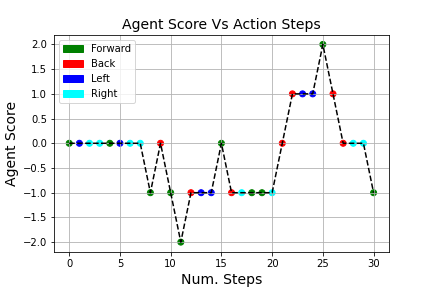 Agent Score Vs Action Steps
Forward
Back
Left
Right
Agent Score
2.0
1.5
1.0
0.5
0.0
−0.5
−1.0
−1.5
−2.0
0 5 10 15 20 25 30
Num. Steps